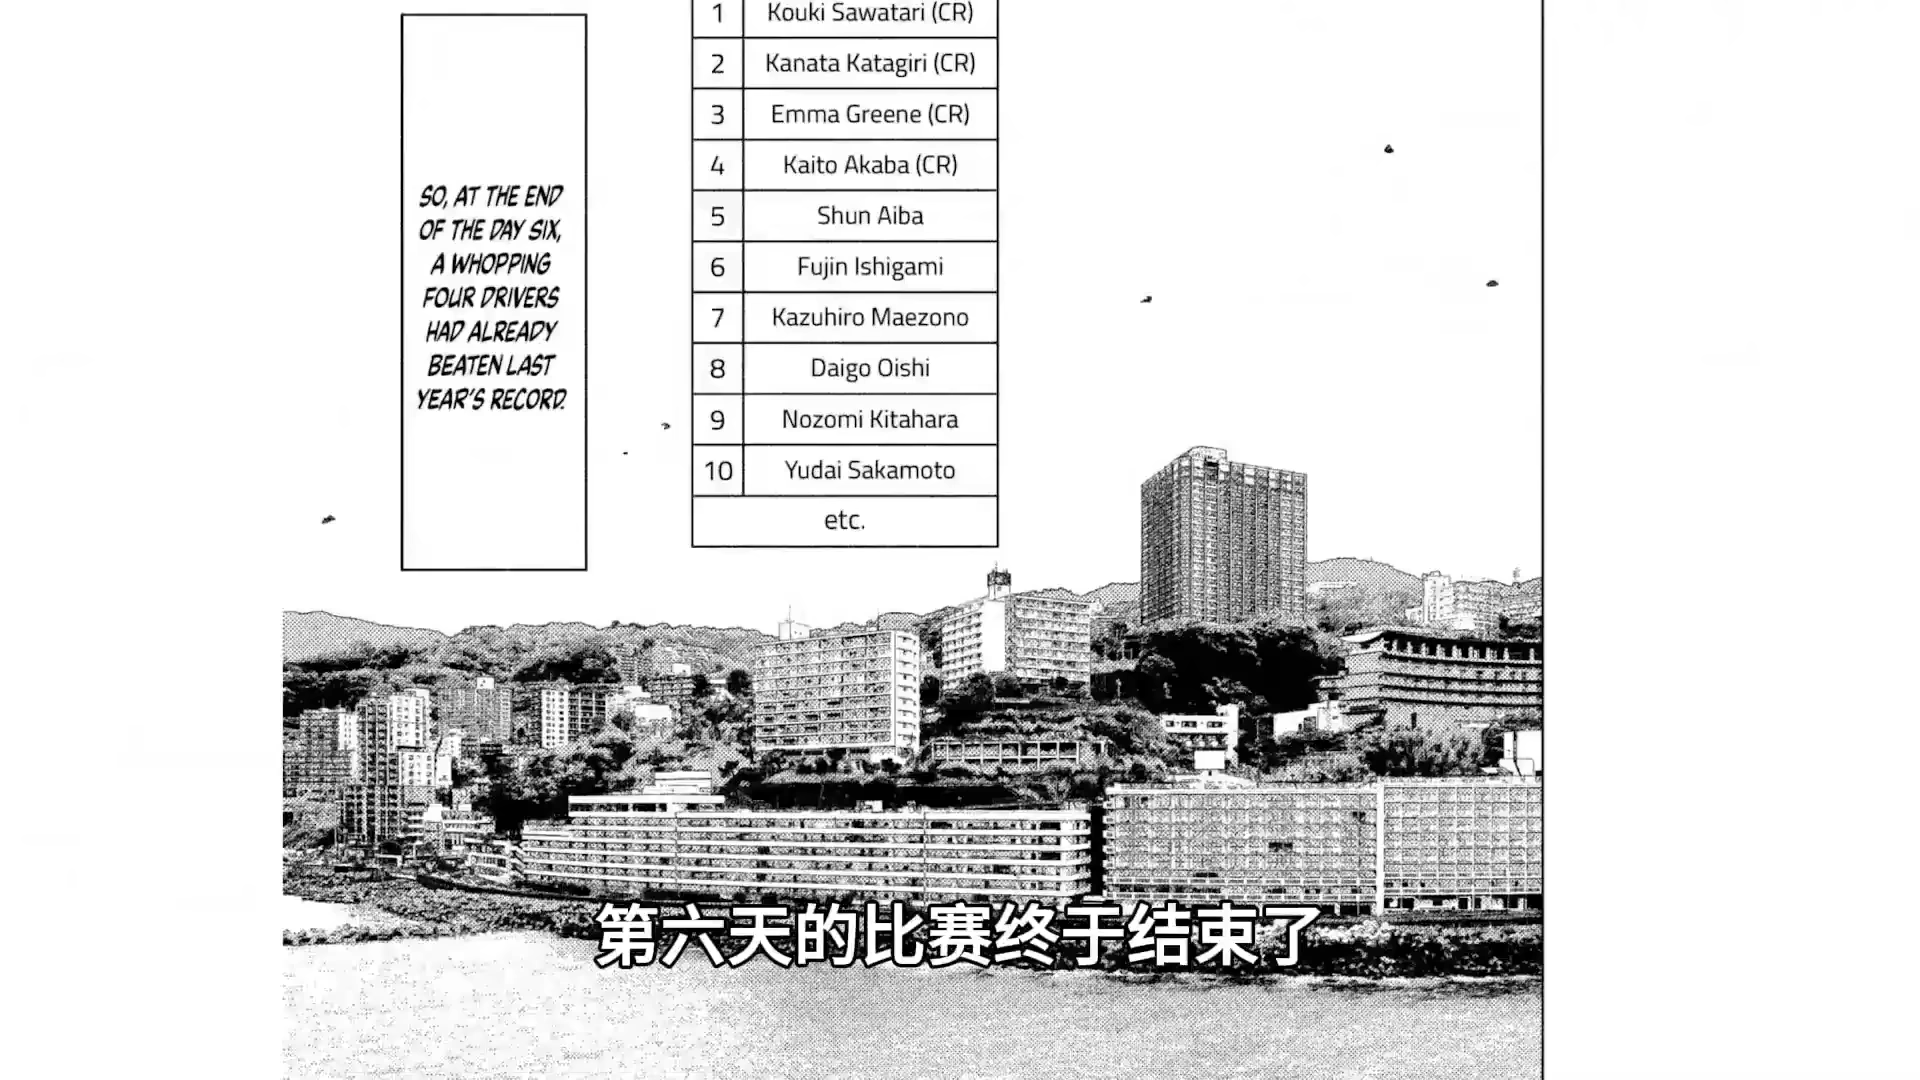 SO, AT THE END
OF THE DAY SIX,
A WHOPPING
FOUR DRIVERS
HAD ALREADY
BEATEN LAST
YEAR'S RECORD.
1 Kouki Sawatari (CR)
2 Kanata Katagiri (CR)
3 Emma Greene (CR)
4 Kaito Akaba (CR)
5 Shun Aiba
6 Fujin Ishigami
7 Kazuhiro Maezono
8 Daigo Oishi
9 Nozomi Kitahara
10 Yudai Sakamoto
etc.
第六天的比赛终于结束了